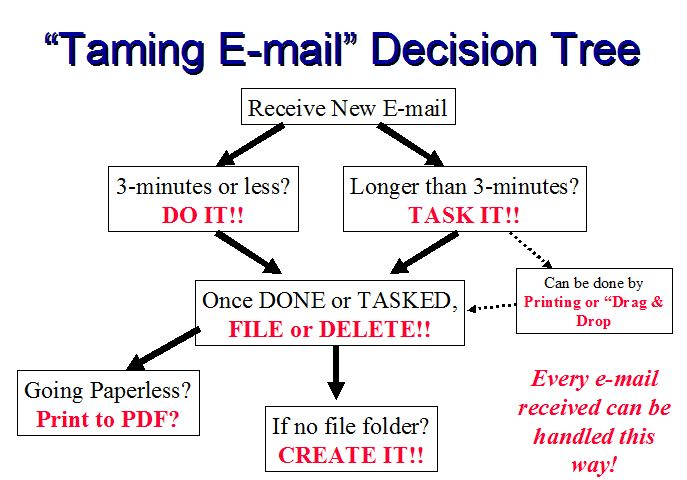 “Taming E-mail” Decision Tree
Receive New E-mail
3-minutes or less?
DO IT!!
Longer than 3-minutes?
TASK IT!!
Once DONE or TASKED,
FILE or DELETE!!
Can be done by
Printing or “Drag &
Drop
Going Paperless?
Print to PDF?
If no file folder?
CREATE IT!!
Every e-mail
received can be
handled this
way!